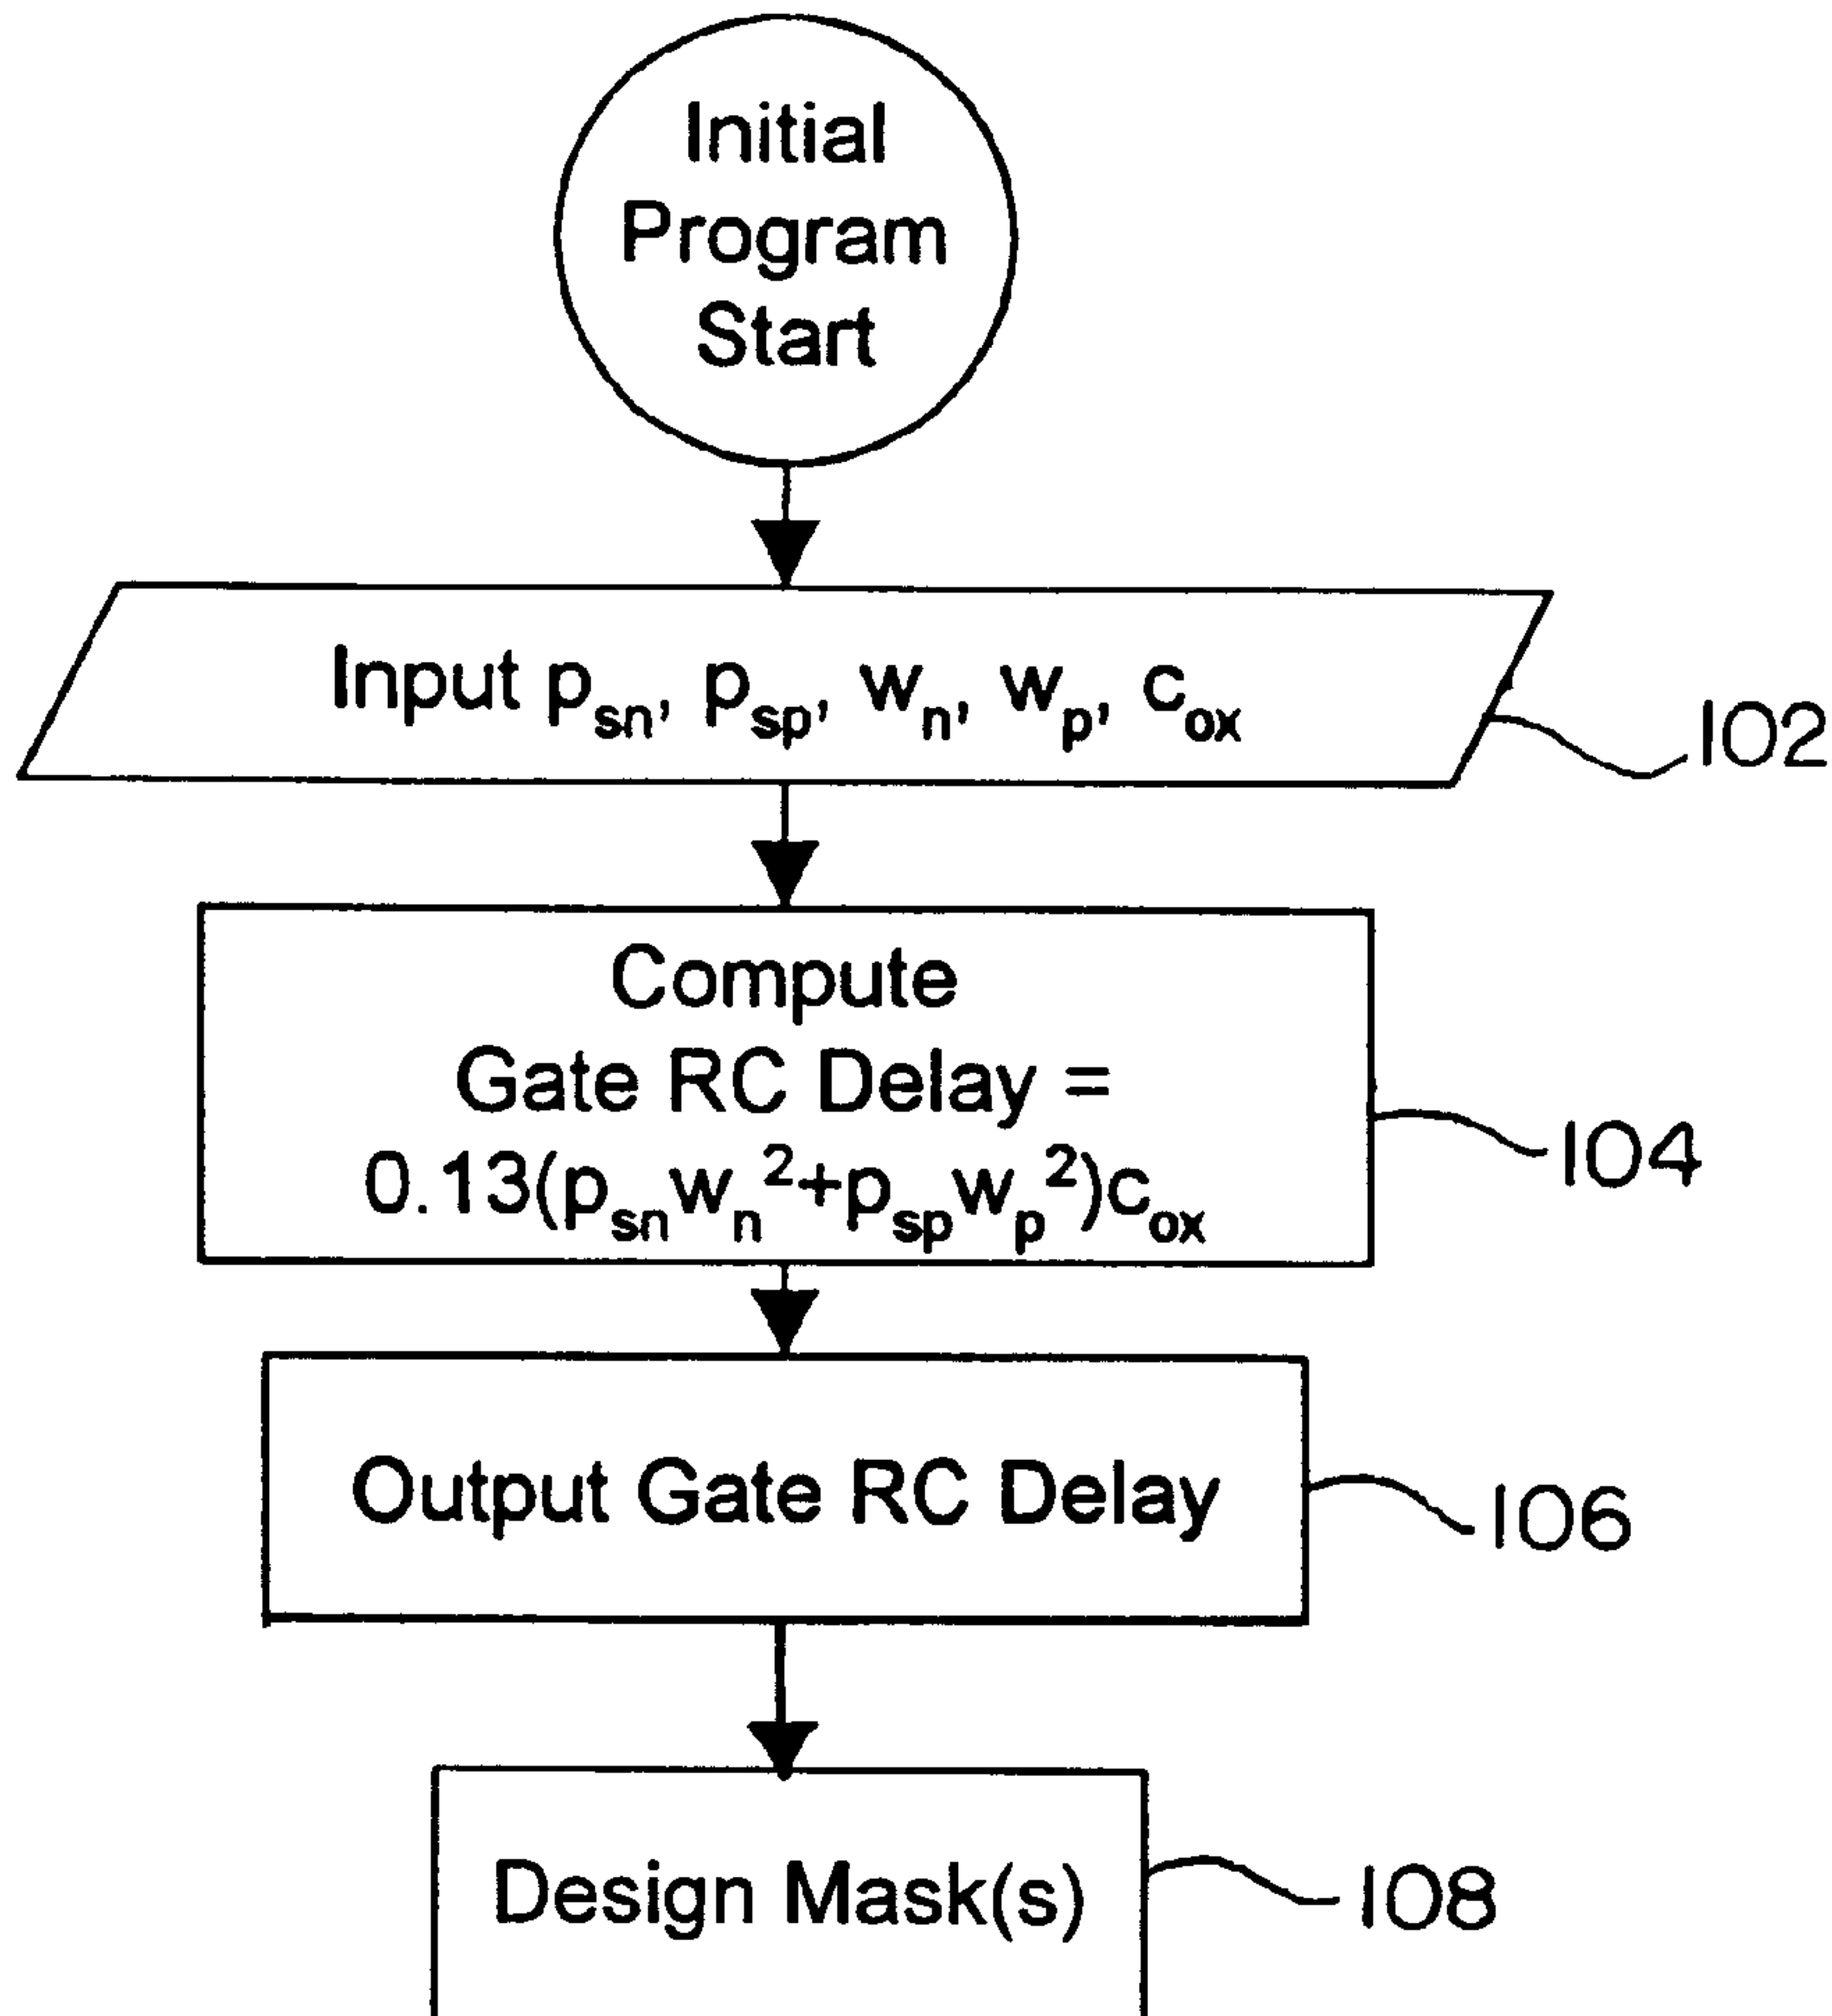 Initial
Program
Start
Input pₛₙ, pₛₚ, wₙ, wₚ, cₒₓ
102
Compute
Gate RC Delay =
0.13(pₛₙwₙ²+pₛₚwₚ²)cₒₓ
104
Output Gate RC Delay
106
Design Mask(s)
108